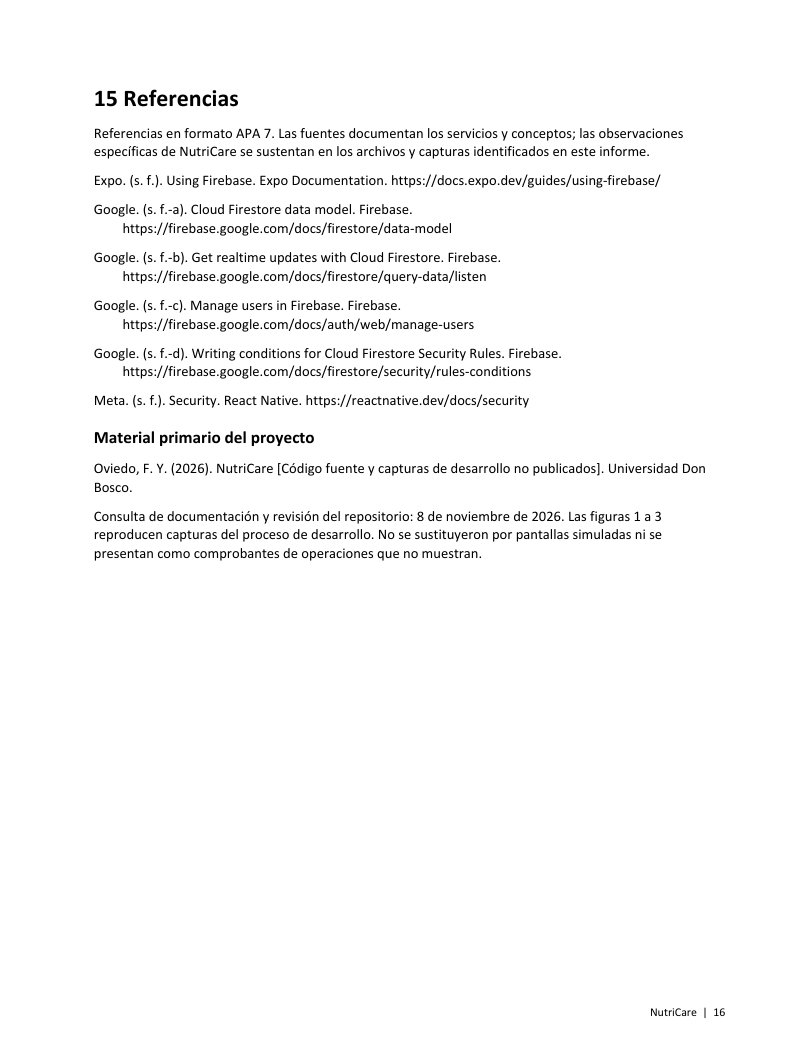 15 Referencias
Referencias en formato APA 7. Las fuentes documentan los servicios y conceptos; las observaciones
específicas de NutriCare se sustentan en los archivos y capturas identificados en este informe.
Expo. (s. f.). Using Firebase. Expo Documentation. https://docs.expo.dev/guides/using-firebase/
Google. (s. f.-a). Cloud Firestore data model. Firebase.
https://firebase.google.com/docs/firestore/data-model
Google. (s. f.-b). Get realtime updates with Cloud Firestore. Firebase.
https://firebase.google.com/docs/firestore/query-data/listen
Google. (s. f.-c). Manage users in Firebase. Firebase.
https://firebase.google.com/docs/auth/web/manage-users
Google. (s. f.-d). Writing conditions for Cloud Firestore Security Rules. Firebase.
https://firebase.google.com/docs/firestore/security/rules-conditions
Meta. (s. f.). Security. React Native. https://reactnative.dev/docs/security
Material primario del proyecto
Oviedo, F. Y. (2026). NutriCare [Código fuente y capturas de desarrollo no publicados]. Universidad Don
Bosco.
Consulta de documentación y revisión del repositorio: 8 de noviembre de 2026. Las figuras 1 a 3
reproducen capturas del proceso de desarrollo. No se sustituyeron por pantallas simuladas ni se
presentan como comprobantes de operaciones que no muestran.
NutriCare | 16